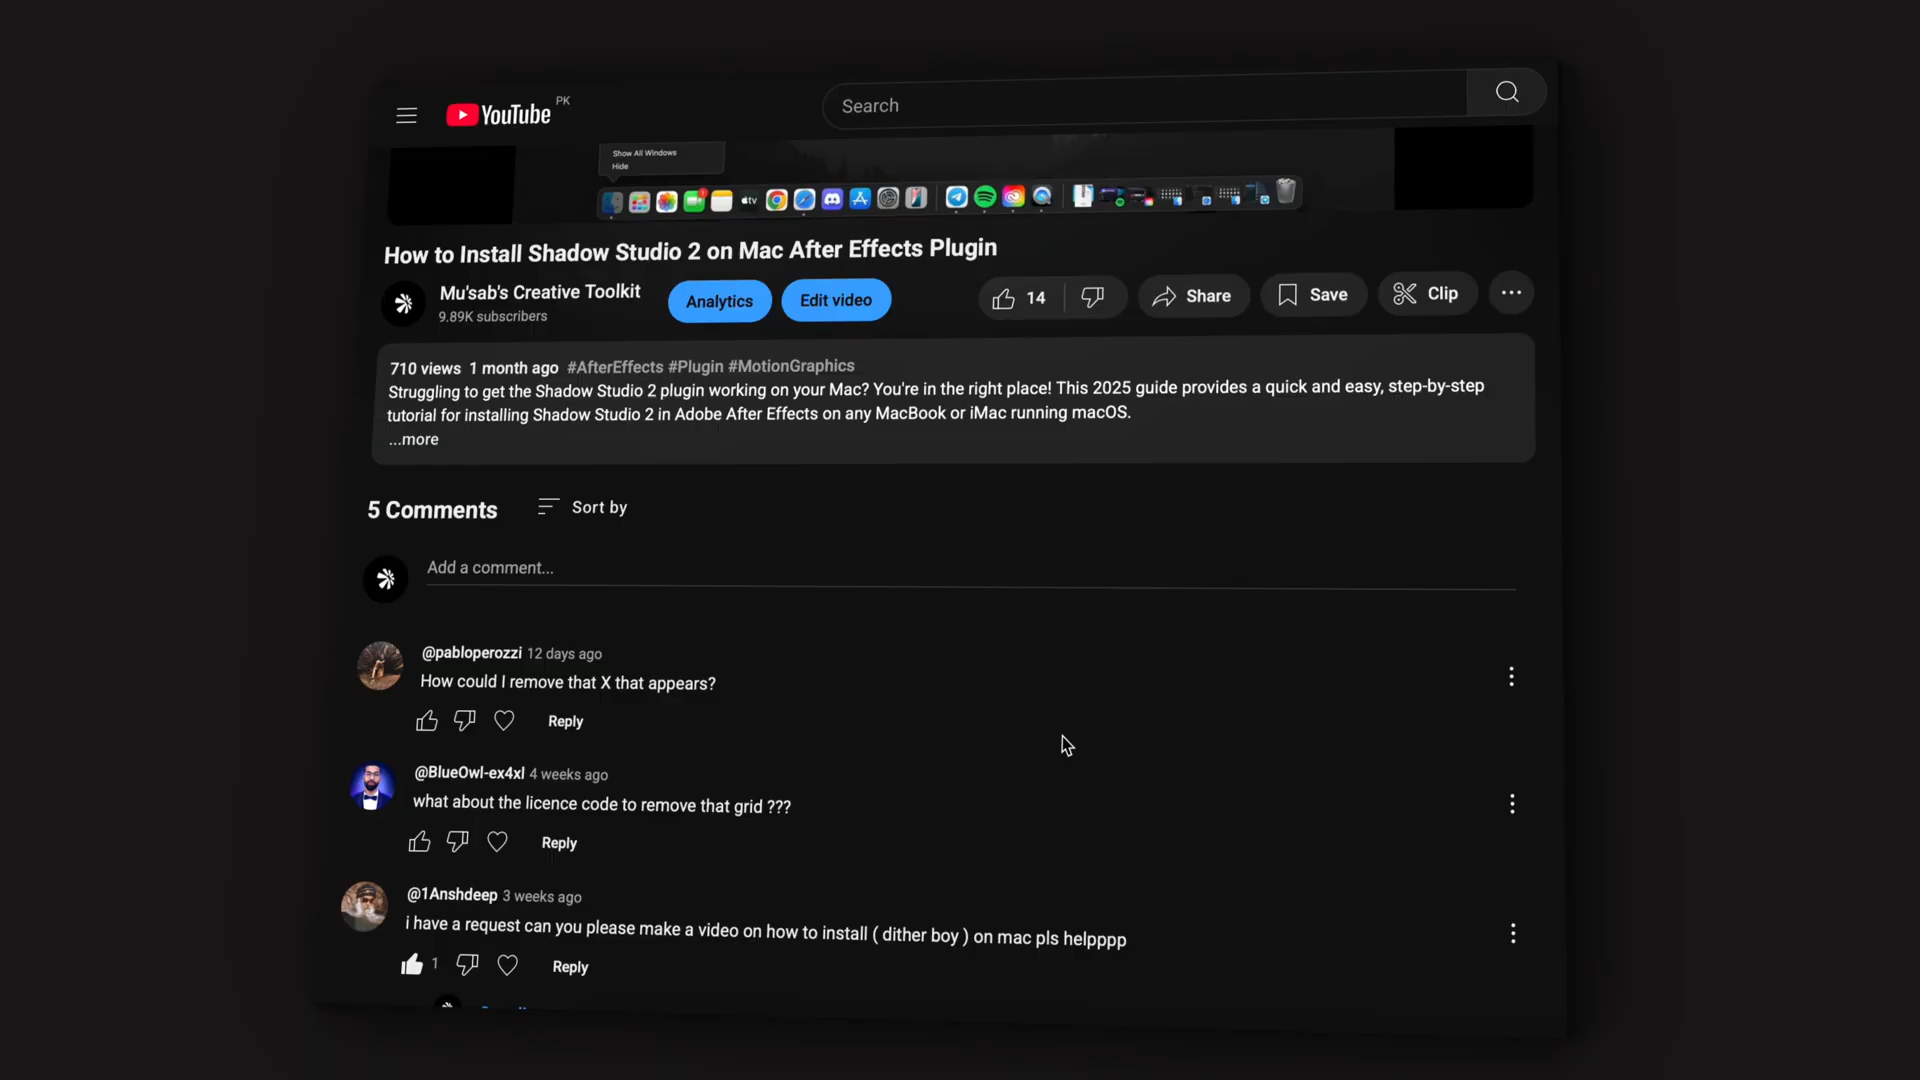 YouTube PK
Search
Show All Windows
Hide
tv
How to Install Shadow Studio 2 on Mac After Effects Plugin
Mu'sab's Creative Toolkit
9.89K subscribers
Analytics
Edit video
14
Share
Save
Clip
710 views 1 month ago #AfterEffects #Plugin #MotionGraphics
Struggling to get the Shadow Studio 2 plugin working on your Mac? You're in the right place! This 2025 guide provides a quick and easy, step-by-step
tutorial for installing Shadow Studio 2 in Adobe After Effects on any MacBook or iMac running macOS.
...more
5 Comments
Sort by
Add a comment...
@pabloperozzi 12 days ago
How could I remove that X that appears?
Reply
@BlueOwl-ex4xl 4 weeks ago
what about the licence code to remove that grid ???
Reply
@1Anshdeep 3 weeks ago
i have a request can you please make a video on how to install ( dither boy ) on mac pls helpppp
1
Reply